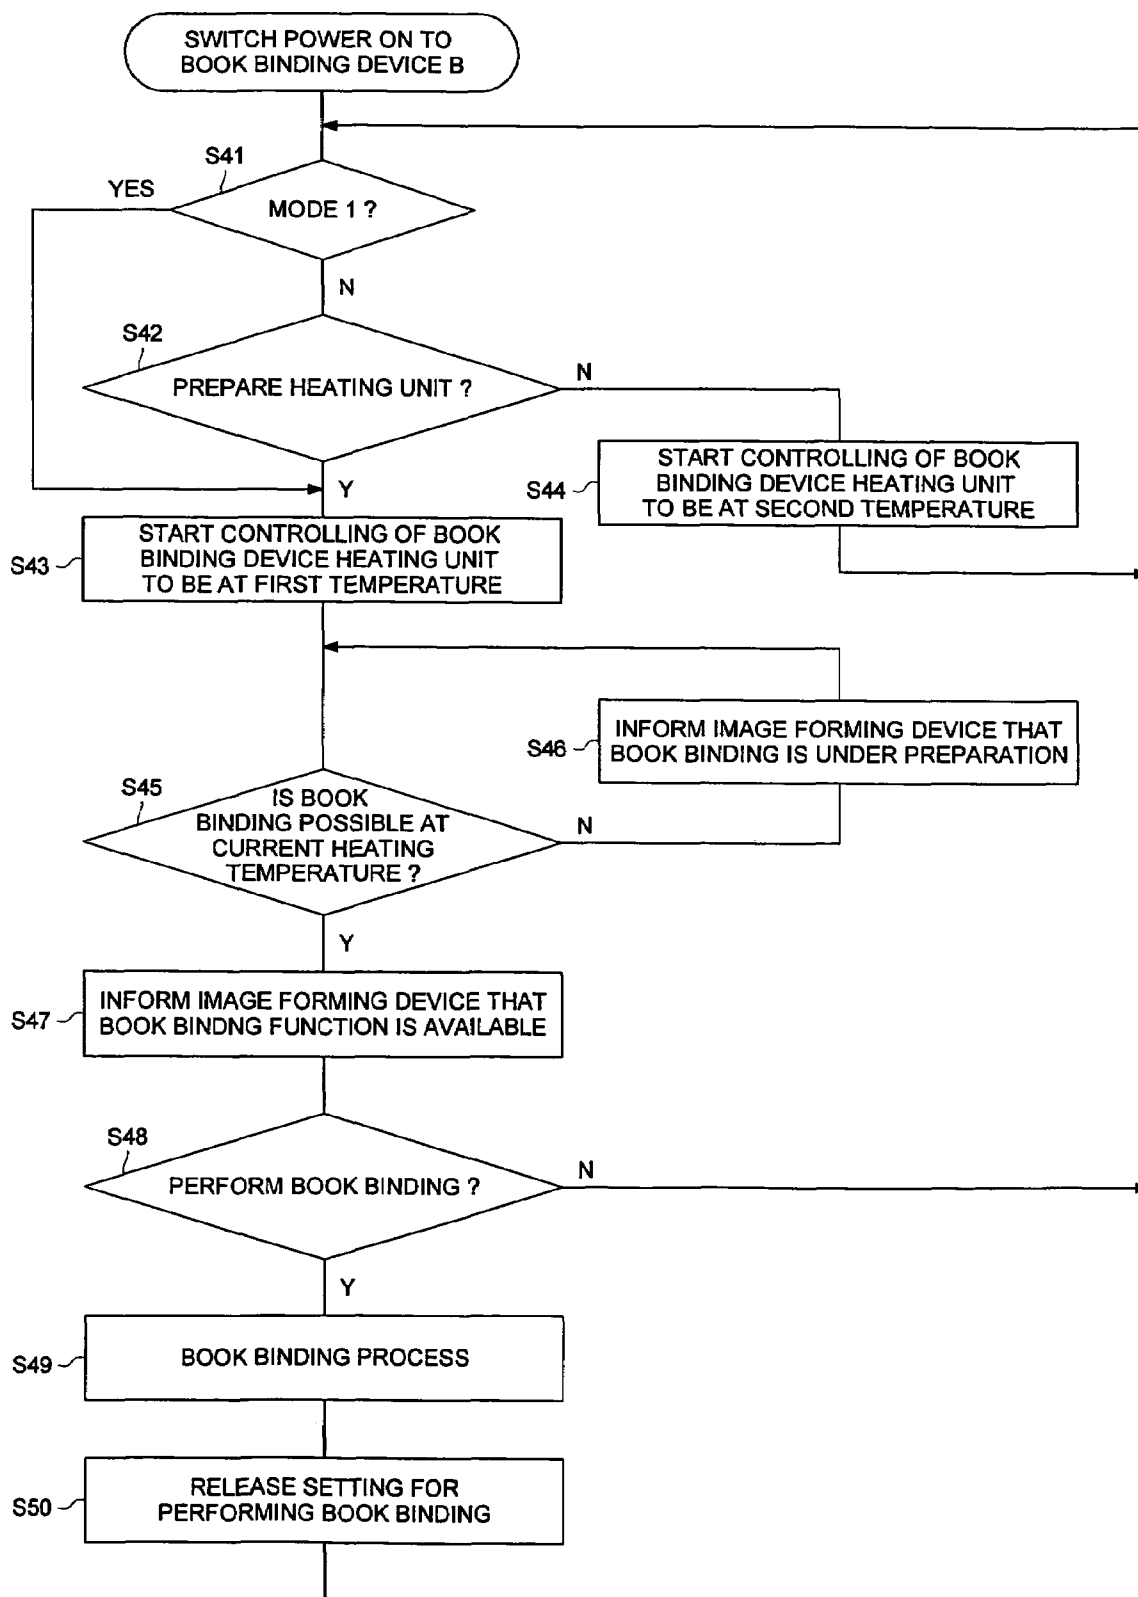 SWITCH POWER ON TO
BOOK BINDING DEVICE B
S41
YES
MODE 1 ?
N
S42
PREPARE HEATING UNIT ?
N
Y
S44
START CONTROLLING OF BOOK
BINDING DEVICE HEATING UNIT
TO BE AT SECOND TEMPERATURE
S43
START CONTROLLING OF BOOK
BINDING DEVICE HEATING UNIT
TO BE AT FIRST TEMPERATURE
S46
INFORM IMAGE FORMING DEVICE THAT
BOOK BINDING IS UNDER PREPARATION
S45
IS BOOK
BINDING POSSIBLE AT
CURRENT HEATING
TEMPERATURE ?
N
Y
S47
INFORM IMAGE FORMING DEVICE THAT
BOOK BINDNG FUNCTION IS AVAILABLE
S48
PERFORM BOOK BINDING ?
N
Y
S49
BOOK BINDING PROCESS
S50
RELEASE SETTING FOR
PERFORMING BOOK BINDING